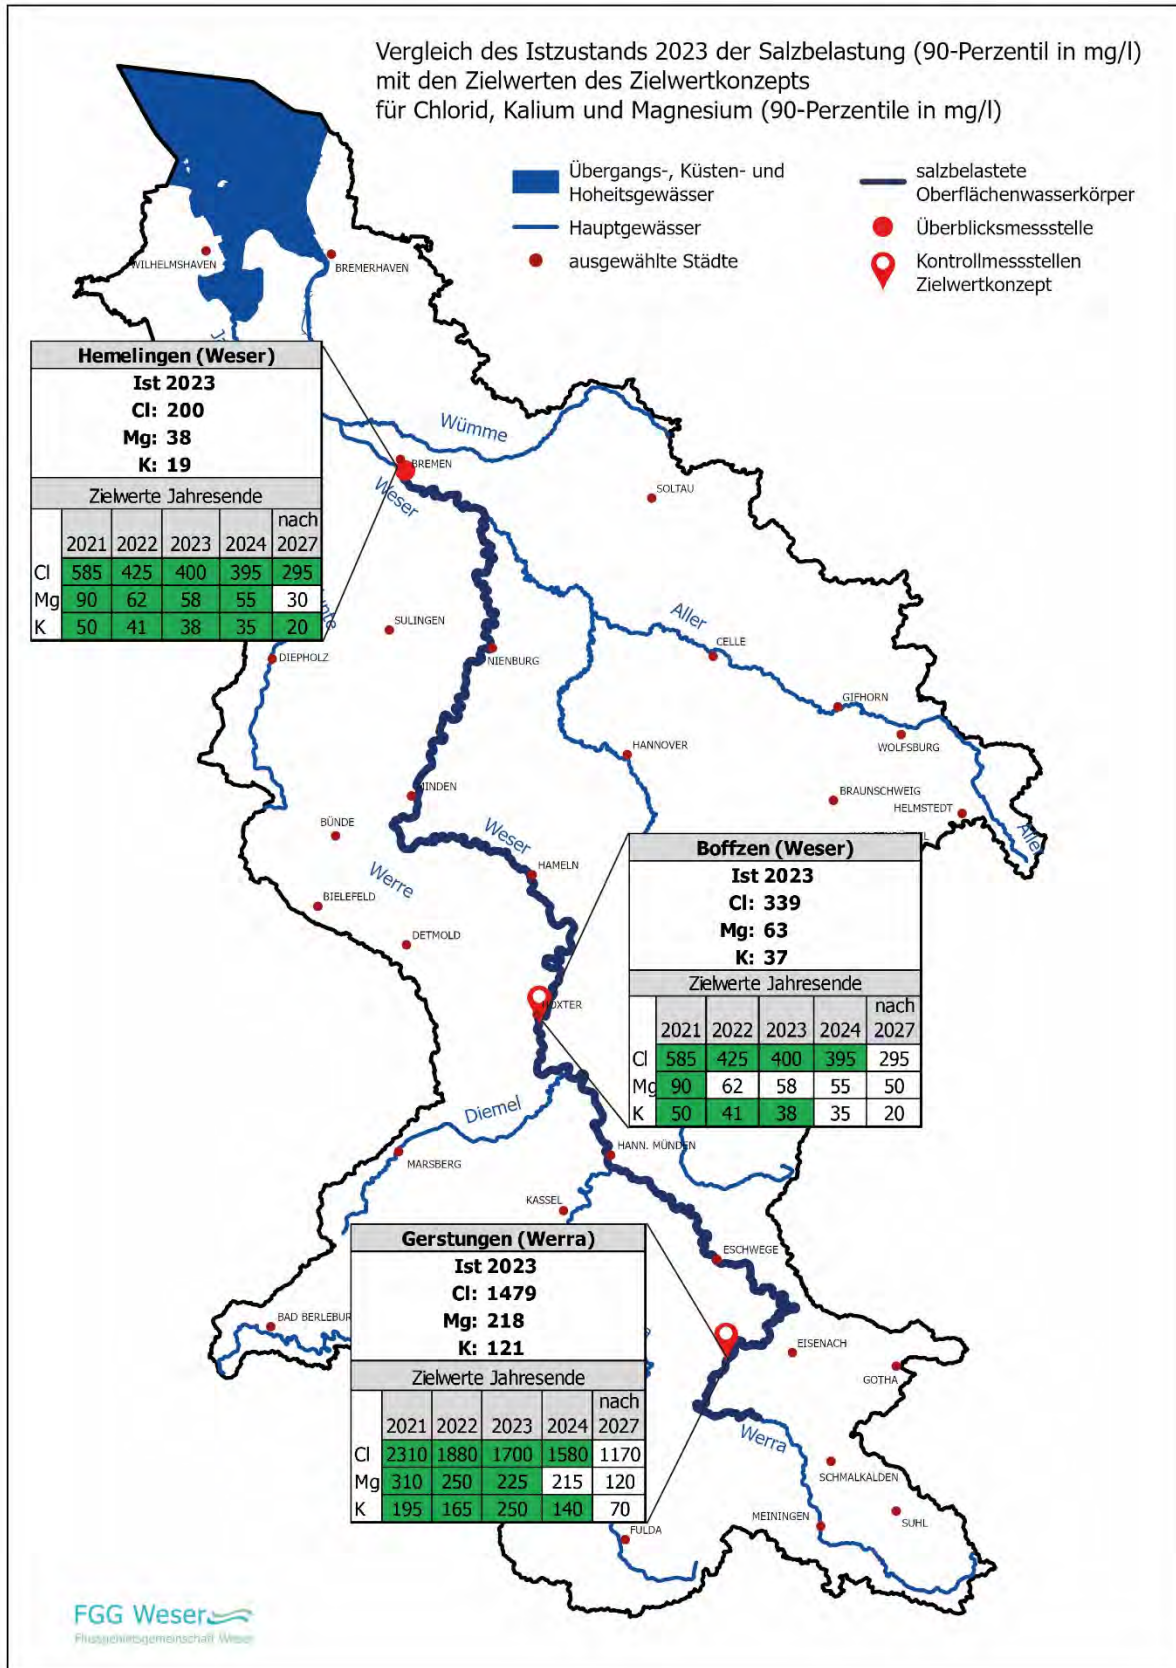 Vergleich des Istzustands 2023 der Salzbelastung (90-Perzentil in mg/l)
mit den Zielwerten des Zielwertkonzepts
für Chlorid, Kalium und Magnesium (90-Perzentile in mg/l)
Übergangs-, Küsten- und
Hoheitsgewässer
Hauptgewässer
ausgewählte Städte
salzbelastete
Oberflächenwasserkörper
Überblicksmessstelle
Kontrollmessstellen
Zielwertkonzept
WILHELMSHAVEN
BREMERHAVEN
Hemelingen (Weser)
Ist 2023
Cl: 200
Mg: 38
K: 19
Zielwerte Jahresende
nach
2021 2022 2023 2024 2027
Cl 585 425 400 395 295
Mg 90 62 58 55 30
K 50 41 38 35 20
Wümme
BREMEN
Weser
SOLTAU
SULINGEN
DIEPHOLZ
NIENBURG
Aller
CELLE
GIFHORN
WOLFSBURG
HANNOVER
BRAUNSCHWEIG
HELMSTEDT
Aller
MINDEN
BÜNDE
Weser
Werre
HAMELN
BIELEFELD
DETMOLD
Boffzen (Weser)
Ist 2023
Cl: 339
Mg: 63
K: 37
Zielwerte Jahresende
nach
2021 2022 2023 2024 2027
Cl 585 425 400 395 295
Mg 90 62 58 55 50
K 50 41 38 35 20
HÖXTER
Diemel
MARSBERG
HANN. MÜNDEN
KASSEL
ESCHWEGE
Gerstungen (Werra)
Ist 2023
Cl: 1479
Mg: 218
K: 121
Zielwerte Jahresende
nach
2021 2022 2023 2024 2027
Cl 2310 1880 1700 1580 1170
Mg 310 250 225 215 120
K 195 165 250 140 70
BAD BERLEBUR
EISENACH
GOTHA
Werra
SCHMALKALDEN
SUHL
MEININGEN
FULDA
FGG Weser
Flussgebietsgemeinschaft Weser